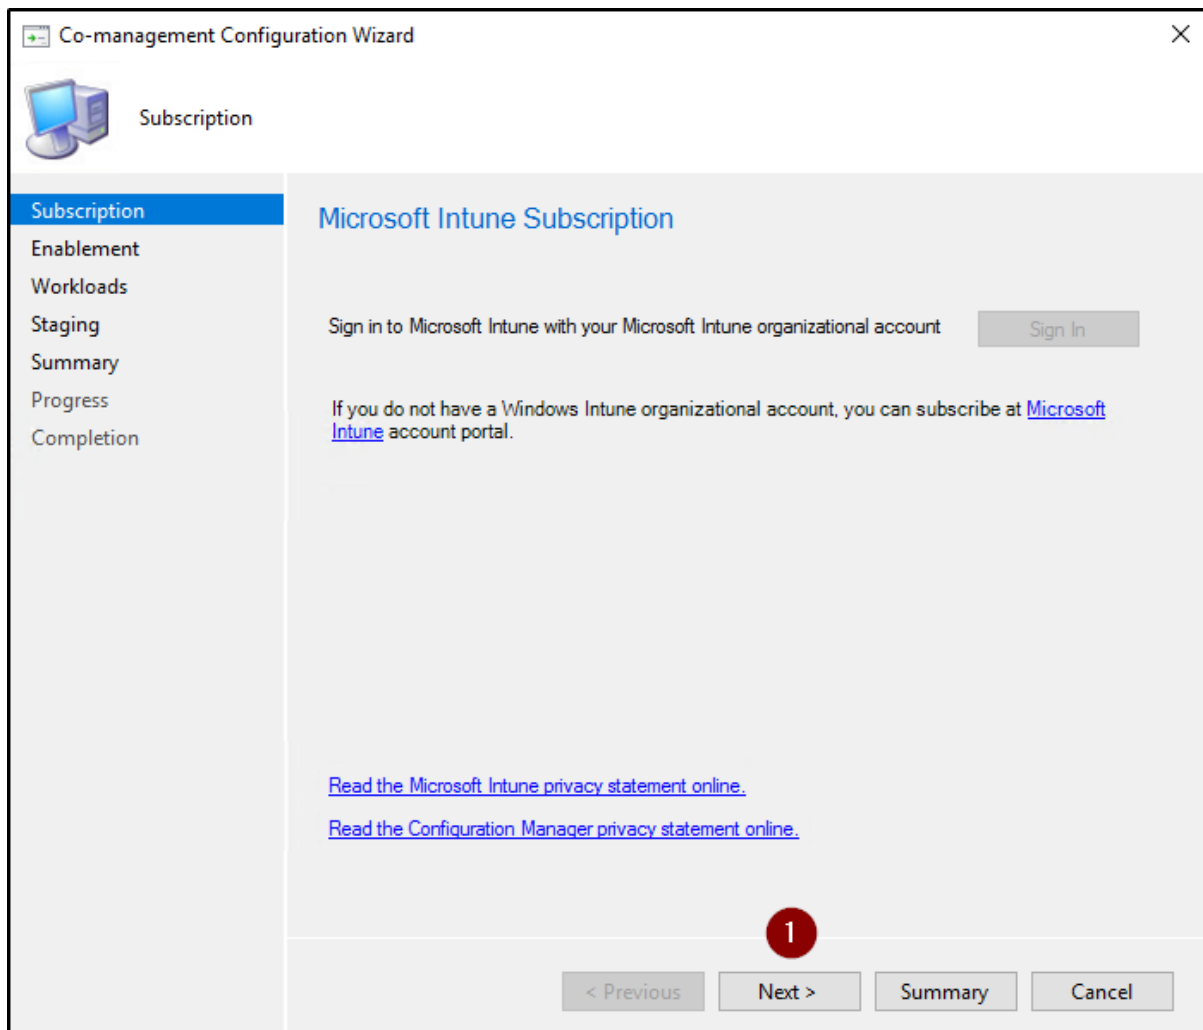 Co-management Configuration Wizard
Subscription
Subscription
Enablement
Workloads
Staging
Summary
Progress
Completion
Microsoft Intune Subscription
Sign in to Microsoft Intune with your Microsoft Intune organizational account
Sign In
If you do not have a Windows Intune organizational account, you can subscribe at Microsoft
Intune account portal.
Read the Microsoft Intune privacy statement online.
Read the Configuration Manager privacy statement online.
1
< Previous
Next >
Summary
Cancel